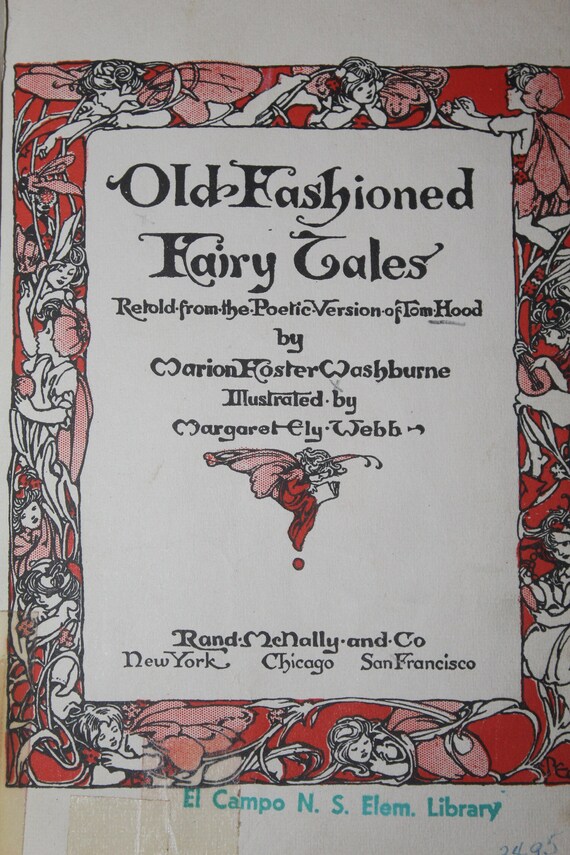 Old Fashioned
Fairy Tales
Retold·from·the·Poetic·Version·of·Tom·Hood
by
Marion Foster Washburne
Illustrated·by
Margaret·Ely·Webb
Rand·McNally·and·Co
New York Chicago San Francisco
El Campo N. S. Elem. Library
2495